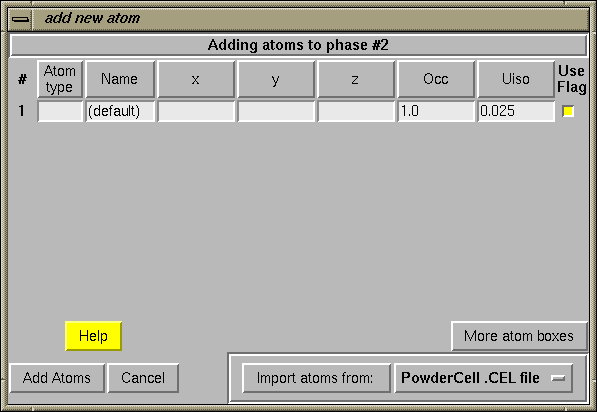 add new atom
Adding atoms to phase #2
# Atom type Name x y z Occ Uiso Use Flag
1 (default) 1.0 0.025
Help
More atom boxes
Add Atoms Cancel Import atoms from: PowderCell .CEL file